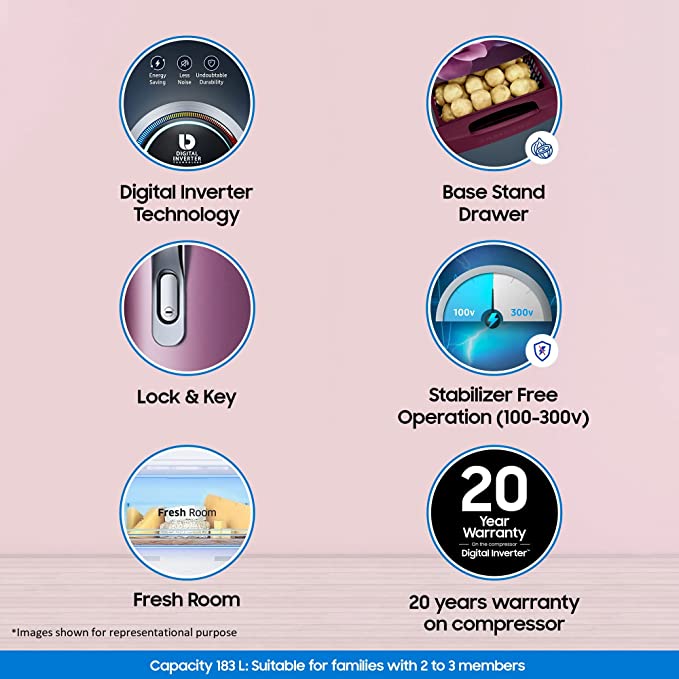 Energy Saving
Less Noise
Undoubtable Durability
DIGITAL
INVERTER
TECHNOLOGY
Digital Inverter
Technology
Base Stand
Drawer
Lock & Key
100v
300v
Stabilizer Free
Operation (100-300v)
Fresh Room
Fresh Room
20
Year
Warranty
On the compressor
Digital Inverter™
20 years warranty
on compressor
*Images shown for representational purpose
Capacity 183 L: Suitable for families with 2 to 3 members